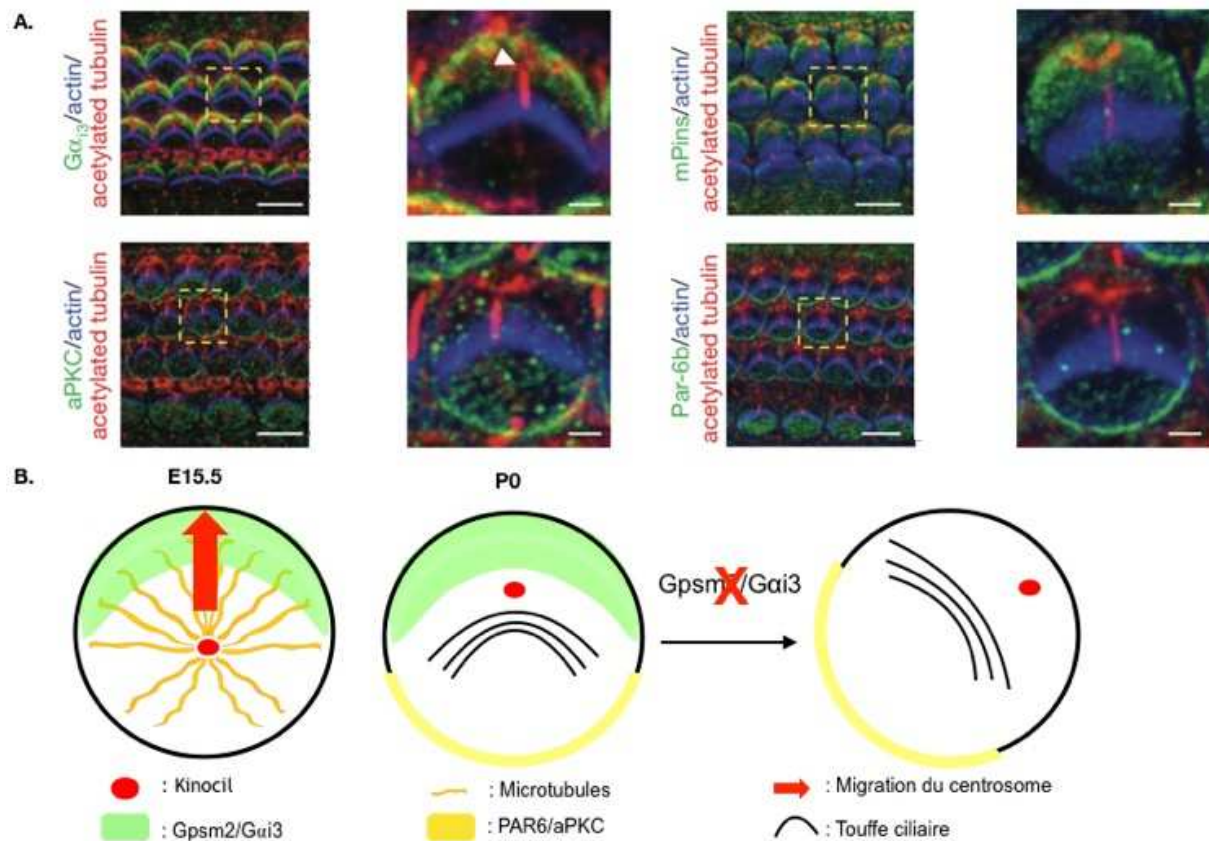 A.
Gαi3/actin/
acetylated tubulin
mPins/actin/
acetylated tubulin
aPKC/actin/
acetylated tubulin
Par-6b/actin/
acetylated tubulin
B.
E15.5
P0
Gpsm2/Gαi3
X
: Kinocil
: Microtubules
: Migration du centrosome
: Gpsm2/Gαi3
: PAR6/aPKC
: Touffe ciliaire